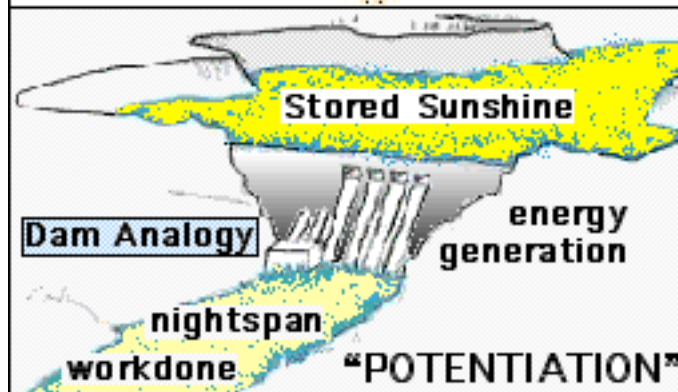 Stored Sunshine
Dam Analogy
energy
generation
nightspan
workdone
“POTENTIATION”